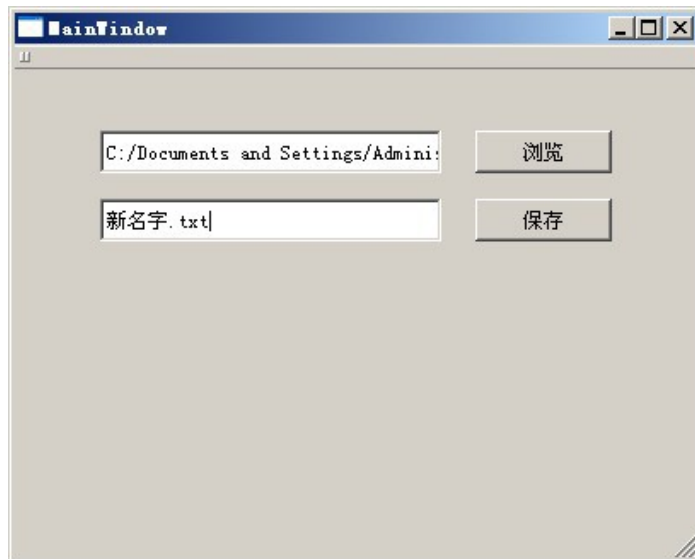 MainWindow
C:/Documents and Settings/Admini
浏览
新名字.txt
保存